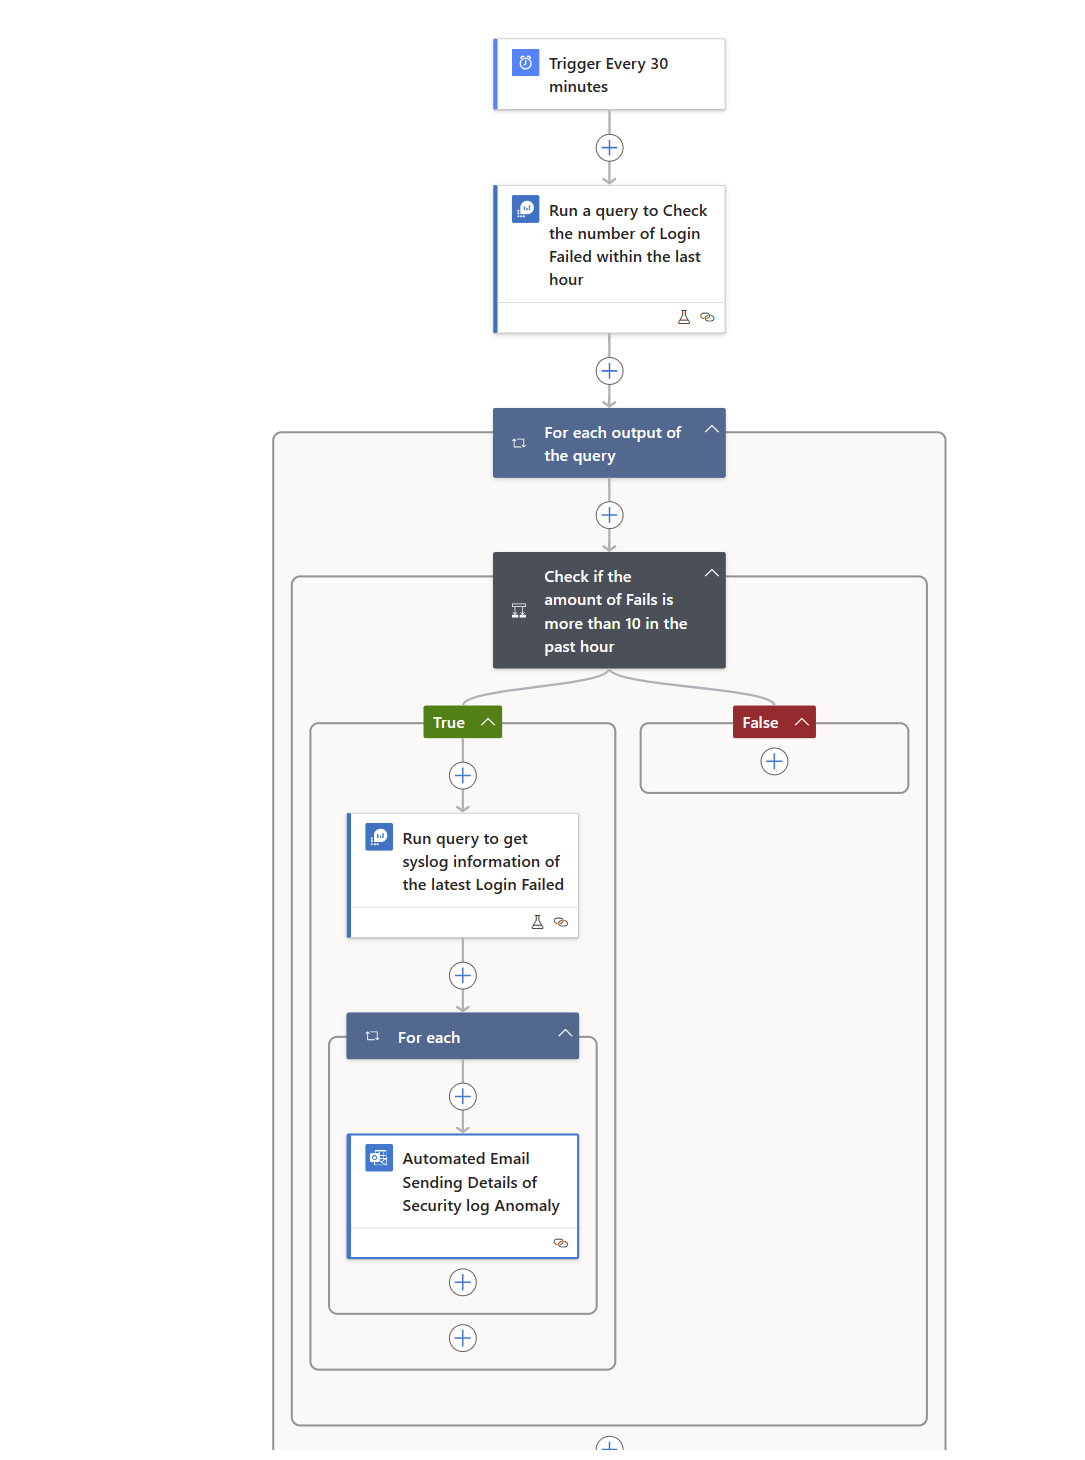 Trigger Every 30
minutes
Run a query to Check
the number of Login
Failed within the last
hour
For each output of
the query
Check if the
amount of Fails is
more than 10 in the
past hour
True
False
Run query to get
syslog information of
the latest Login Failed
For each
Automated Email
Sending Details of
Security log Anomaly